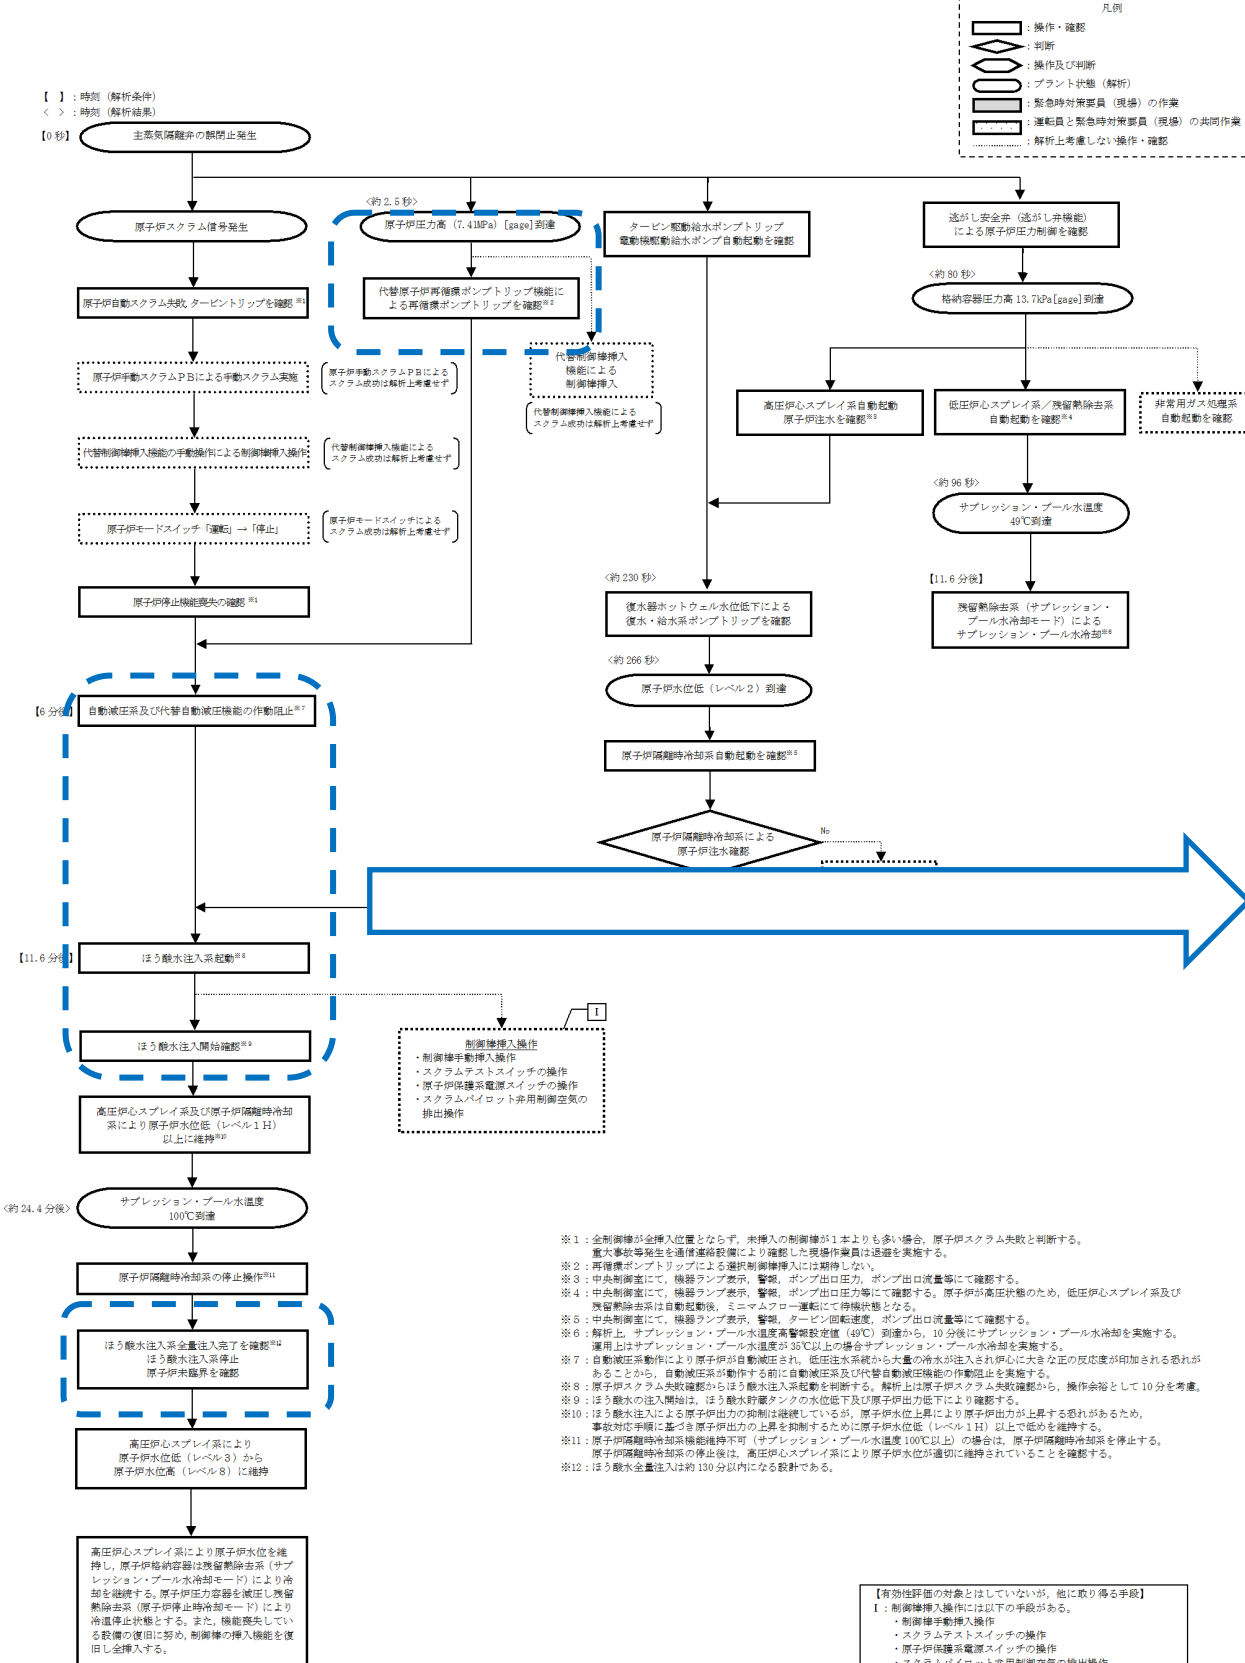 凡例
：操作・確認
：判断
：操作及び判断
：プラント状態（解析）
：緊急時対策要員（現場）の作業
：運転員と緊急時対策要員（現場）の共同作業
：解析上考慮しない操作・確認
【　】：時刻（解析条件）
＜　＞：時刻（解析結果）
【0秒】
主蒸気隔離弁の誤閉止発生
原子炉スクラム信号発生
原子炉自動スクラム失敗,タービントリップを確認 ※1
原子炉手動スクラムＰＢによる手動スクラム実施
原子炉手動スクラムＰＢによる
スクラム成功は解析上考慮せず
代替制御棒挿入機能の手動操作による制御棒挿入操作
代替制御棒挿入機能による
スクラム成功は解析上考慮せず
原子炉モードスイッチ「運転」→「停止」
原子炉モードスイッチによる
スクラム成功は解析上考慮せず
原子炉停止機能喪失の確認 ※1
＜約2.5秒＞
原子炉圧力高（7.41MPa）[gage]到達
代替原子炉再循環ポンプトリップ機能に
よる再循環ポンプトリップを確認※2
代替制御棒挿入
機能による
制御棒挿入
代替制御棒挿入機能による
スクラム成功は解析上考慮せず
タービン駆動給水ポンプトリップ
電動機駆動給水ポンプ自動起動を確認
逃がし安全弁（逃がし弁機能）
による原子炉圧力制御を確認
＜約80秒＞
格納容器圧力高 13.7kPa[gage]到達
高圧炉心スプレイ系自動起動
原子炉注水を確認※3
低圧炉心スプレイ系／残留熱除去系
自動起動を確認※4
非常用ガス処理系
自動起動を確認
＜約96秒＞
サプレッション・プール水温度
49℃到達
【11.6分後】
残留熱除去系（サプレッション・
プール水冷却モード）による
サプレッション・プール水冷却※6
＜約230秒＞
復水器ホットウェル水位低下による
復水・給水系ポンプトリップを確認
＜約266秒＞
原子炉水位低（レベル２）到達
原子炉隔離時冷却系自動起動を確認※5
原子炉隔離時冷却系による
原子炉注水確認
No
【6分後】
自動減圧系及び代替自動減圧機能の作動阻止※7
【11.6分後】
ほう酸水注入系起動※8
ほう酸水注入開始確認※9
Ｉ
制御棒挿入操作
・制御棒手動挿入操作
・スクラムテストスイッチの操作
・原子炉保護系電源スイッチの操作
・スクラムパイロット弁用制御空気の
排出操作
高圧炉心スプレイ系及び原子炉隔離時冷却
系により原子炉水位低（レベル１Ｈ）
以上に維持※10
＜約24.4分後＞
サプレッション・プール水温度
100℃到達
原子炉隔離時冷却系の停止操作※11
ほう酸水注入系全量注入完了を確認※12
ほう酸水注入系停止
原子炉未臨界を確認
高圧炉心スプレイ系により
原子炉水位低（レベル３）から
原子炉水位高（レベル８）に維持
高圧炉心スプレイ系により原子炉水位を維
持し,原子炉格納容器は残留熱除去系（サプ
レッション・プール水冷却モード）により冷
却を継続する。原子炉圧力容器を減圧し残留
熱除去系（原子炉停止時冷却モード）により
冷温停止状態とする。また,機能喪失してい
る設備の復旧に努め,制御棒の挿入機能を復
旧し全挿入する。
※１：全制御棒が全挿入位置とならず，未挿入の制御棒が１本よりも多い場合，原子炉スクラム失敗と判断する。
重大事故等発生を通信連絡設備により確認した現場作業員は退避を実施する。
※２：再循環ポンプトリップによる選択制御棒挿入には期待しない。
※３：中央制御室にて，機器ランプ表示，警報，ポンプ出口圧力，ポンプ出口流量等にて確認する。
※４：中央制御室にて，機器ランプ表示，警報，ポンプ出口圧力等にて確認する。原子炉が高圧状態のため，低圧炉心スプレイ系及び
残留熱除去系は自動起動後，ミニマムフロー運転にて待機状態となる。
※５：中央制御室にて，機器ランプ表示，警報，タービン回転速度，ポンプ出口流量等にて確認する。
※６：解析上，サプレッション・プール水温度高警報設定値（49℃）到達から，10分後にサプレッション・プール水冷却を実施する。
運用上はサプレッション・プール水温度が35℃以上の場合サプレッション・プール水冷却を実施する。
※７：自動減圧系動作により原子炉が自動減圧され，低圧注水系統から大量の冷水が注入され炉心に大きな正の反応度が印加される恐れが
あることから，自動減圧系が動作する前に自動減圧系及び代替自動減圧機能の作動阻止を実施する。
※８：原子炉スクラム失敗確認からほう酸水注入系起動を判断する。解析上は原子炉スクラム失敗確認から，操作余裕として10分を考慮。
※９：ほう酸水の注入開始は，ほう酸水貯蔵タンクの水位低下及び原子炉出力低下により確認する。
※10：ほう酸水注入による原子炉出力の抑制は継続しているが，原子炉水位上昇により原子炉出力が上昇する恐れがあるため，
事故対応手順に基づき原子炉出力の上昇を抑制するために原子炉水位低（レベル１Ｈ）以上で低めを維持する。
※11：原子炉隔離時冷却系機能維持不可（サプレッション・プール水温度100℃以上）の場合は，原子炉隔離時冷却系を停止する。
原子炉隔離時冷却系の停止後は，高圧炉心スプレイ系により原子炉水位が適切に維持されていることを確認する。
※12：ほう酸水全量注入は約130分以内になる設計である。
【有効性評価の対象とはしていないが，他に取り得る手段】
Ｉ：制御棒挿入操作には以下の手段がある。
・制御棒手動挿入操作
・スクラムテストスイッチの操作
・原子炉保護系電源スイッチの操作
・スクラムパイロット弁用制御空気の排出操作